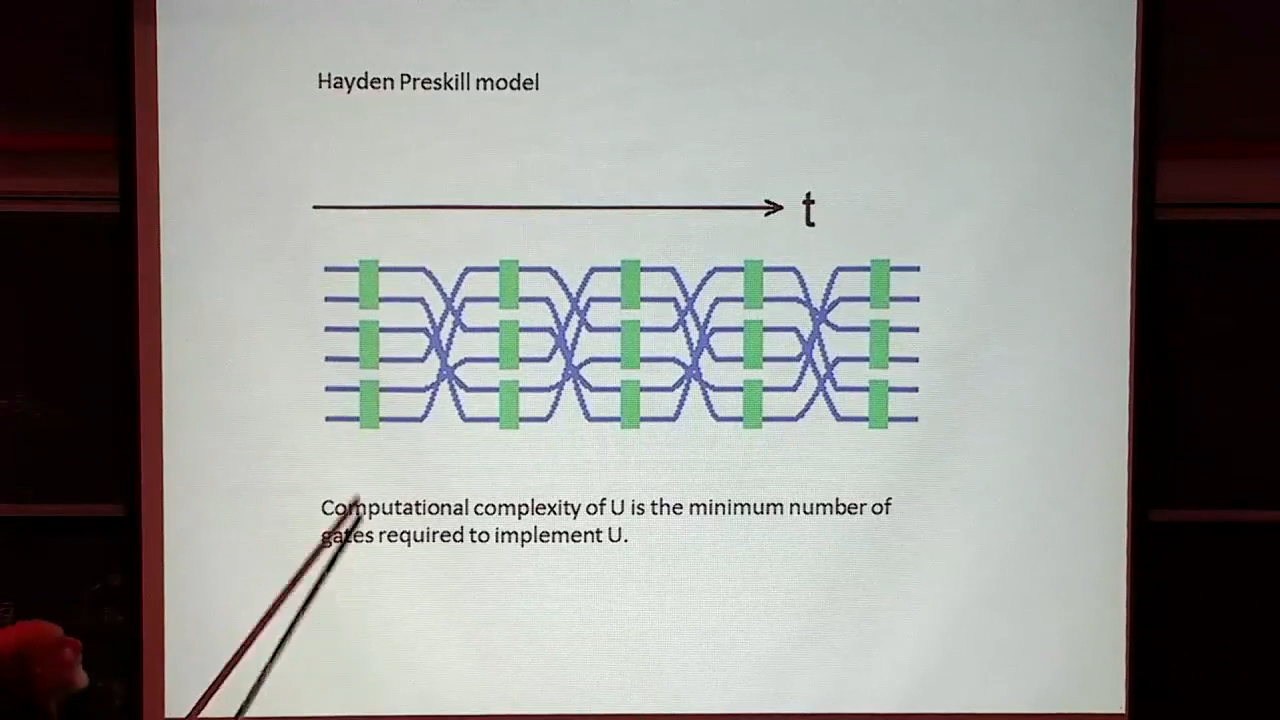 Hayden Preskill model
t
Computational complexity of U is the minimum number of
gates required to implement U.